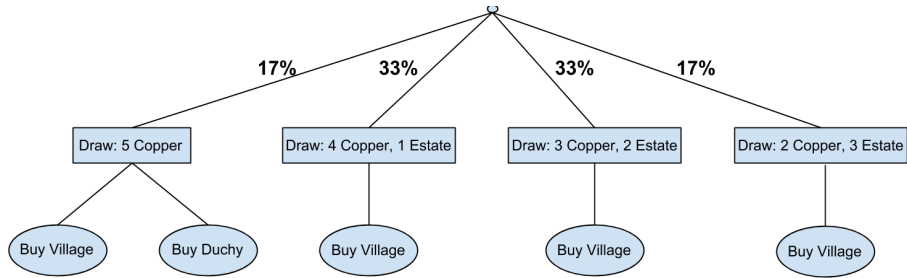 17%
33%
33%
17%
Draw: 5 Copper
Draw: 4 Copper, 1 Estate
Draw: 3 Copper, 2 Estate
Draw: 2 Copper, 3 Estate
Buy Village
Buy Duchy
Buy Village
Buy Village
Buy Village